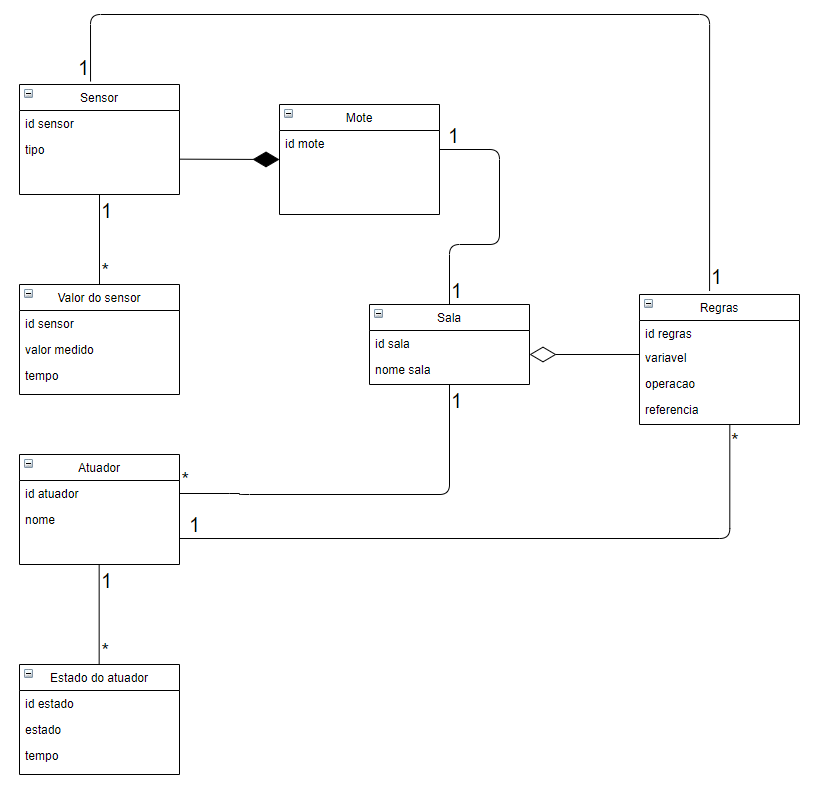 1
Sensor
id sensor
tipo
Mote
id mote
1
1
*
Valor do sensor
id sensor
valor medido
tempo
1
Sala
id sala
nome sala
1
1
Regras
id regras
variavel
operacao
referencia
*
Atuador
id atuador
nome
*
1
1
*
Estado do atuador
id estado
estado
tempo